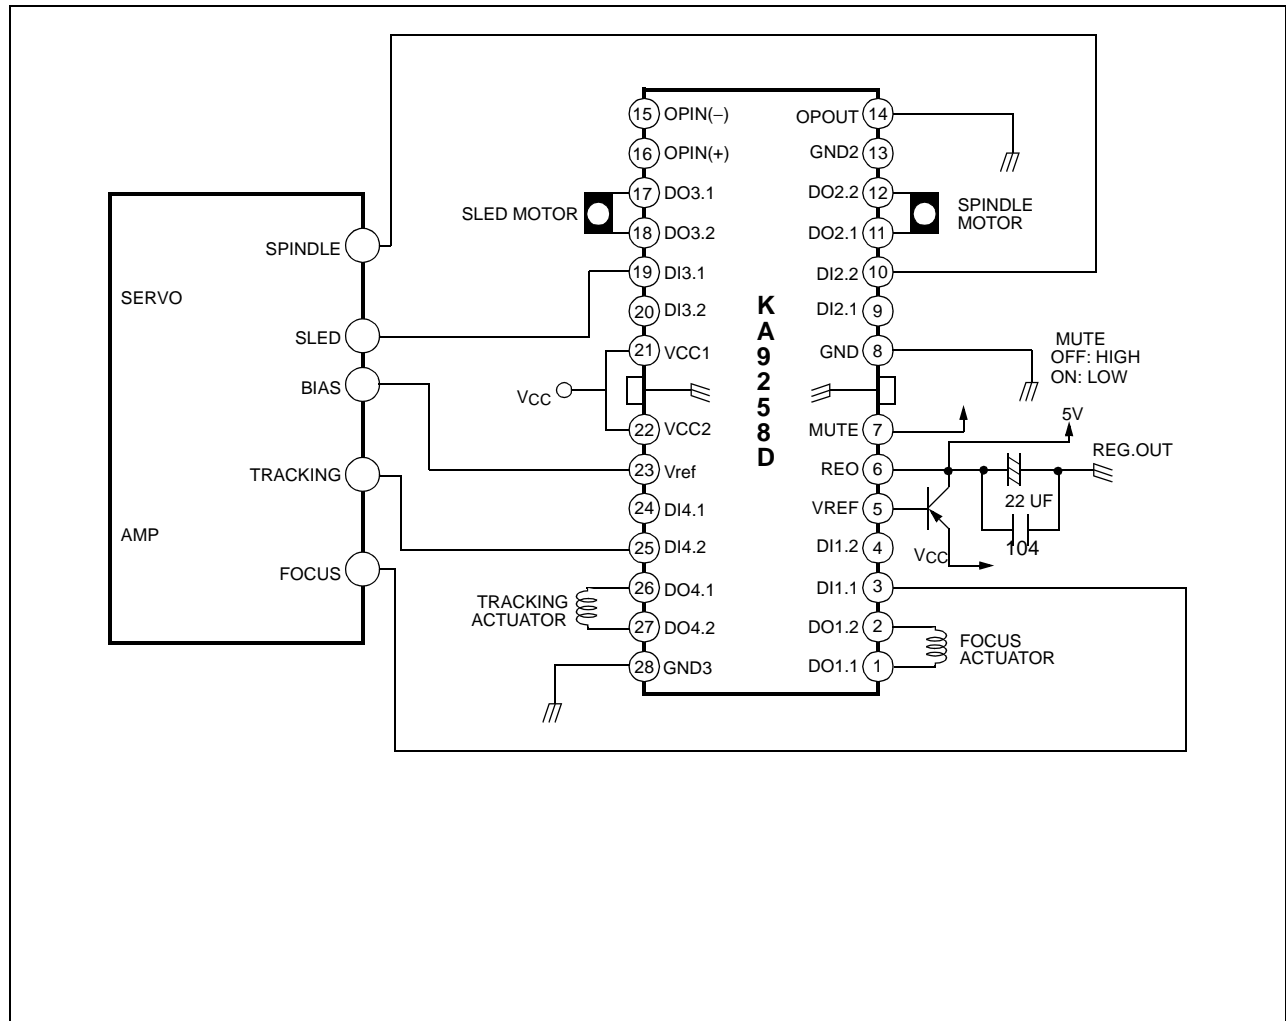 15 OPIN(−)
OPOUT 14
16 OPIN(+)
GND2 13
17 DO3.1
DO2.2 12
SLED MOTOR
SPINDLE
MOTOR
18 DO3.2
DO2.1 11
SPINDLE
19 DI3.1
DI2.2 10
SERVO
20 DI3.2
DI2.1 9
KA9258D
SLED
21 VCC1
GND 8
MUTE
OFF: HIGH
ON: LOW
BIAS
VCC
22 VCC2
MUTE 7
5V
23 Vref
REO 6
REG.OUT
TRACKING
24 DI4.1
VREF 5
22 UF
AMP
25 DI4.2
DI1.2 4
VCC
104
FOCUS
26 DO4.1
DI1.1 3
TRACKING
ACTUATOR
27 DO4.2
DO1.2 2
FOCUS
ACTUATOR
28 GND3
DO1.1 1